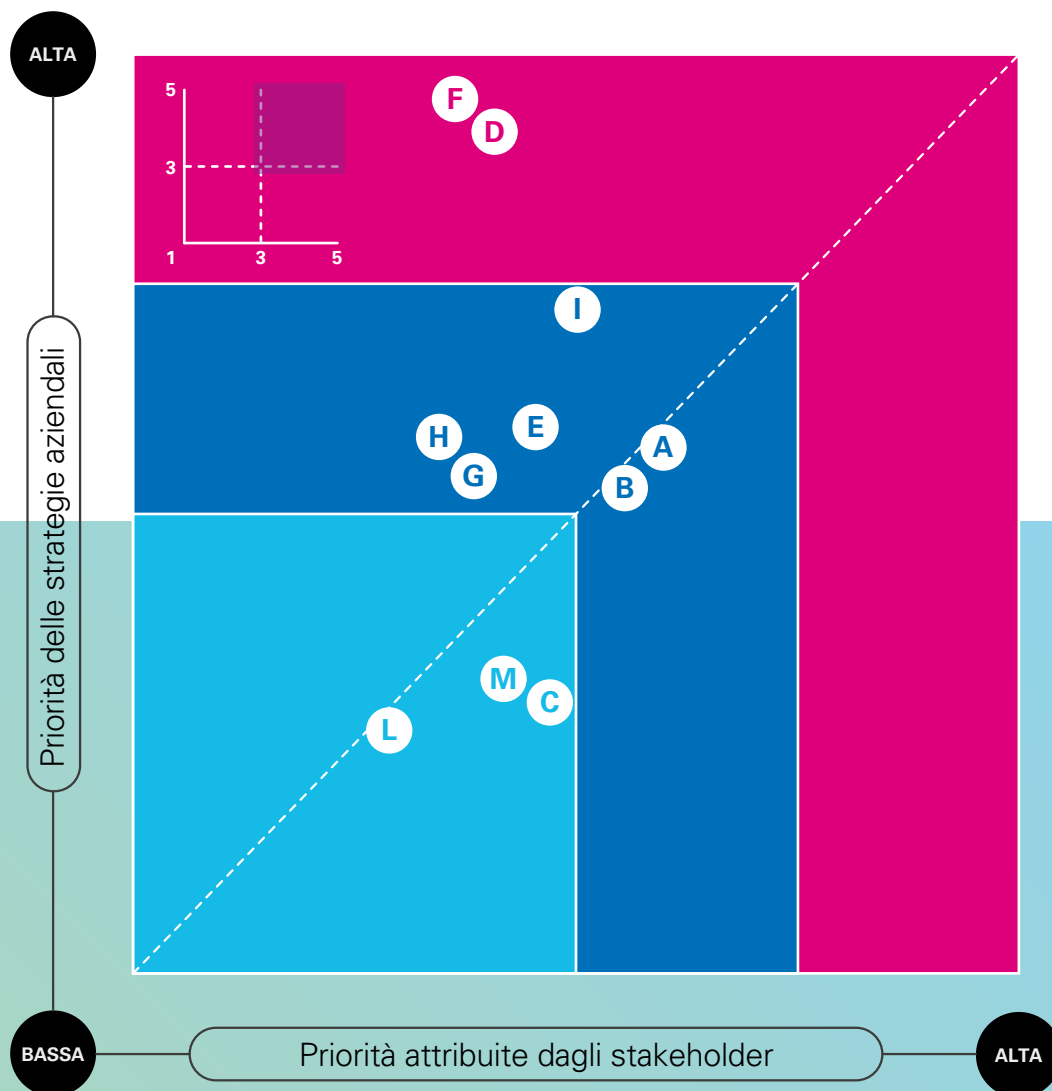 ALTA
5
3
1
3
5
F
D
I
H
E
G
A
B
M
C
L
Priorità delle strategie aziendali
BASSA
Priorità attribuite dagli stakeholder
ALTA